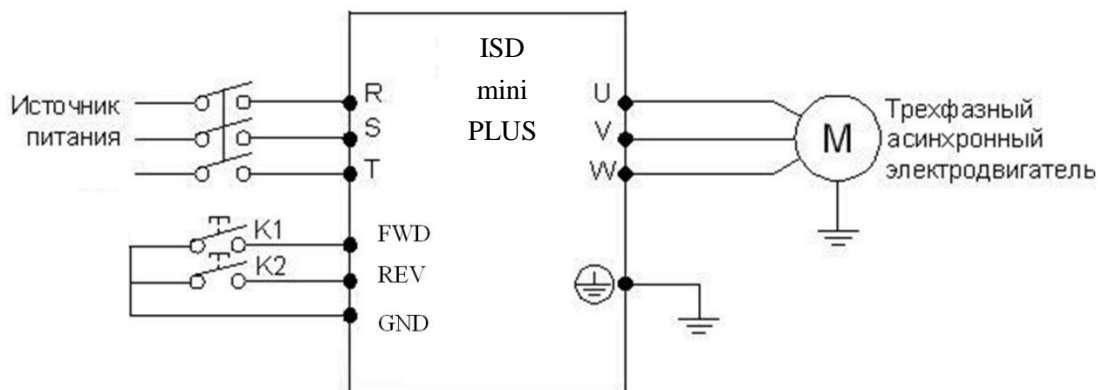 ISD
mini
PLUS
Источник
питания
R
S
T
U
V
W
M
Трехфазный
асинхронный
электродвигатель
K1
K2
FWD
REV
GND